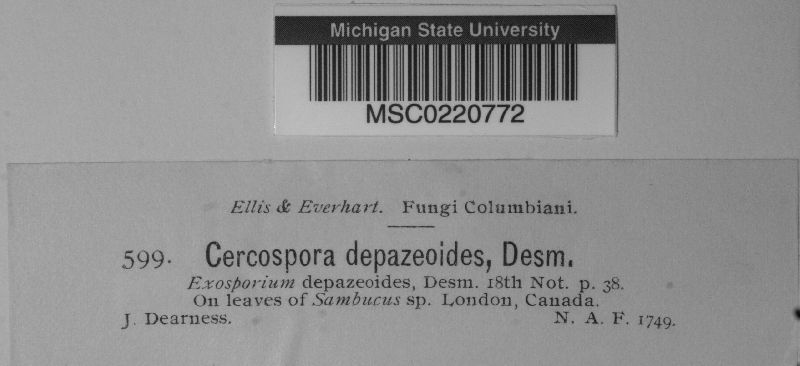 Michigan State University
MSC0220772
Ellis & Everhart. Fungi Columbiani.
599. Cercospora depazeoides, Desm.
Exosporium depazeoides, Desm. 18th Not. p. 38.
On leaves of Sambucus sp. London, Canada.
J. Dearness. N. A. F. 1749.